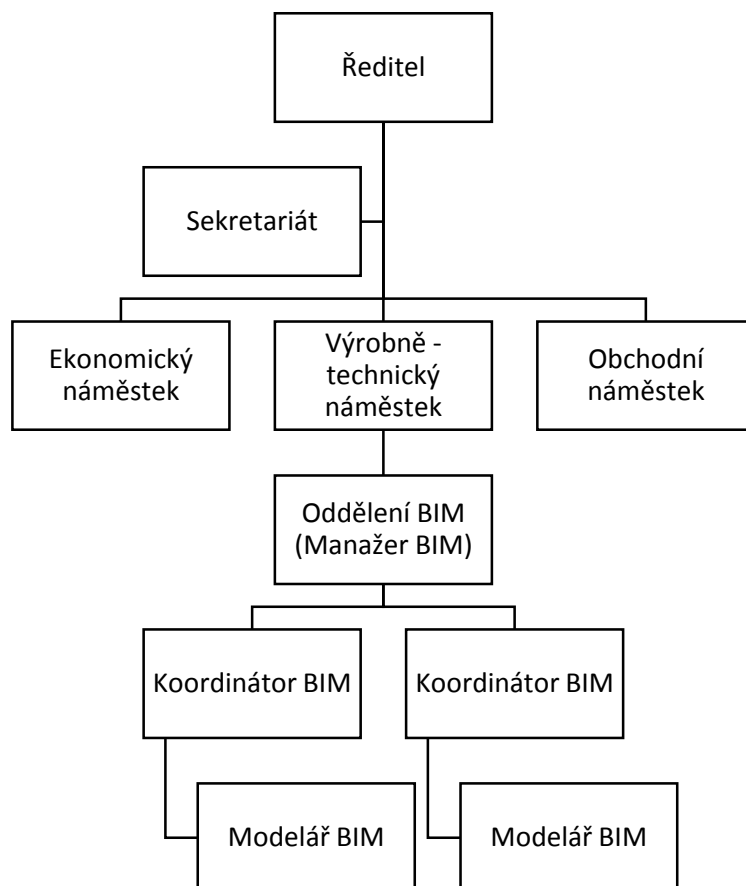 Ředitel
Sekretariát
Ekonomický
náměstek
Výrobně -
technický
náměstek
Obchodní
náměstek
Oddělení BIM
(Manažer BIM)
Koordinátor BIM
Koordinátor BIM
Modelář BIM
Modelář BIM